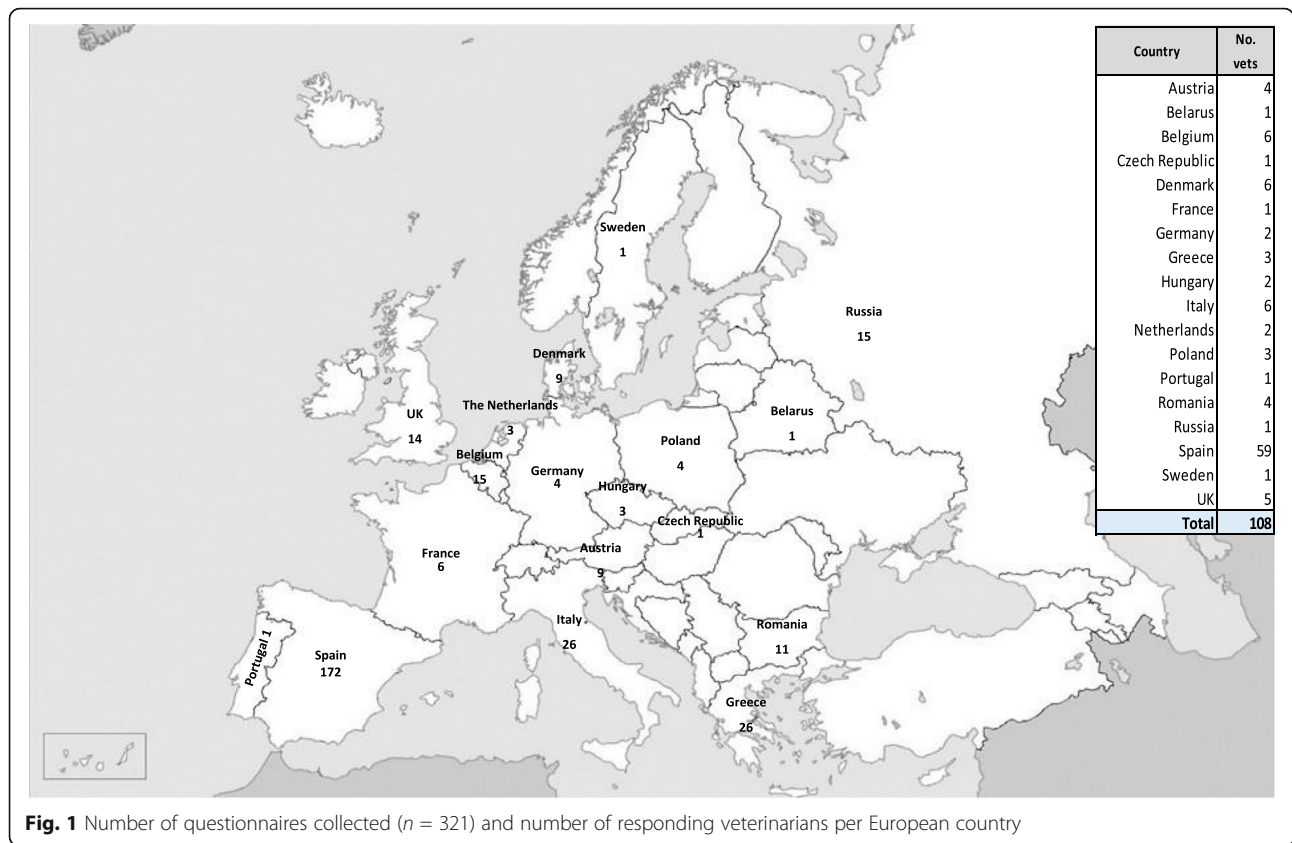 Sweden
1
Russia
15
Denmark
9
The Netherlands
3
UK
14
Belarus
1
Belgium
15
Poland
4
Germany
4
Hungary
3
Czech Republic
1
Austria
9
France
6
Italy
26
Romania
11
Portugal 1
Spain
172
Greece
26
Country No. vets
Austria 4
Belarus 1
Belgium 6
Czech Republic 1
Denmark 6
France 1
Germany 2
Greece 3
Hungary 2
Italy 6
Netherlands 2
Poland 3
Portugal 1
Romania 4
Russia 1
Spain 59
Sweden 1
UK 5
Total 108
Fig. 1 Number of questionnaires collected (n = 321) and number of responding veterinarians per European country